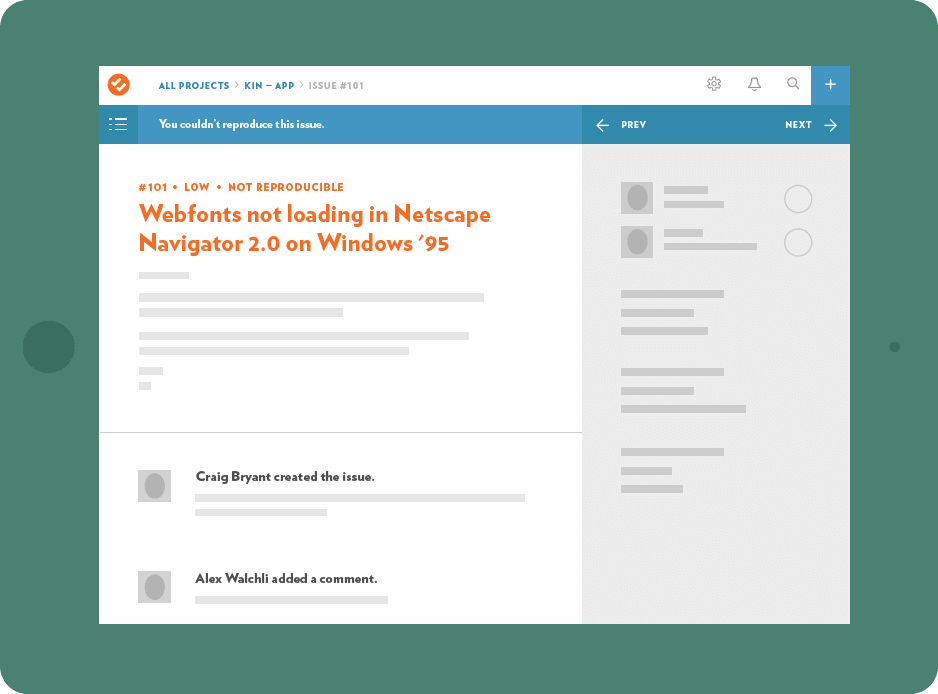 ALL PROJECTS > KIN – APP > ISSUE #101
You couldn't reproduce this issue.
PREV
NEXT
#101 • LOW • NOT REPRODUCIBLE
Webfonts not loading in Netscape
Navigator 2.0 on Windows '95
Craig Bryant created the issue.
Alex Walchli added a comment.